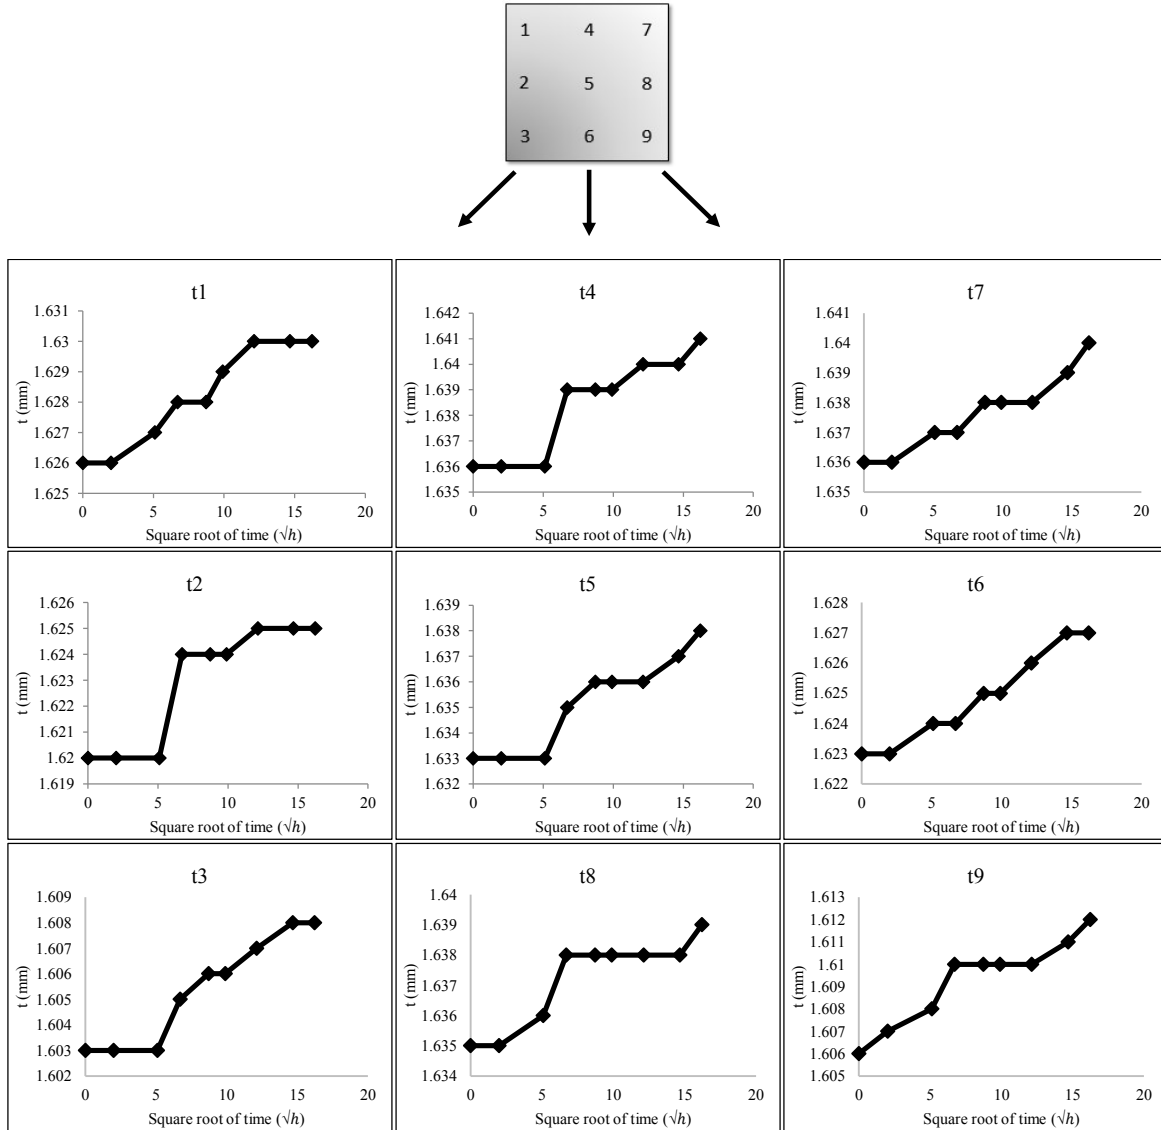 1 4 7
2 5 8
3 6 9
t1
1.631
1.63
1.629
1.628
1.627
1.626
1.625
t (mm)
0 5 10 15 20
Square root of time (√h)
t4
1.642
1.641
1.64
1.639
1.638
1.637
1.636
1.635
t (mm)
0 5 10 15 20
Square root of time (√h)
t7
1.641
1.64
1.639
1.638
1.637
1.636
1.635
t (mm)
0 5 10 15 20
Square root of time (√h)
t2
1.626
1.625
1.624
1.623
1.622
1.621
1.62
1.619
t (mm)
0 5 10 15 20
Square root of time (√h)
t5
1.639
1.638
1.637
1.636
1.635
1.634
1.633
1.632
t (mm)
0 5 10 15 20
Square root of time (√h)
t6
1.628
1.627
1.626
1.625
1.624
1.623
1.622
t (mm)
0 5 10 15 20
Square root of time (√h)
t3
1.609
1.608
1.607
1.606
1.605
1.604
1.603
1.602
t (mm)
0 5 10 15 20
Square root of time (√h)
t8
1.64
1.639
1.638
1.637
1.636
1.635
1.634
t (mm)
0 5 10 15 20
Square root of time (√h)
t9
1.613
1.612
1.611
1.61
1.609
1.608
1.607
1.606
1.605
t (mm)
0 5 10 15 20
Square root of time (√h)